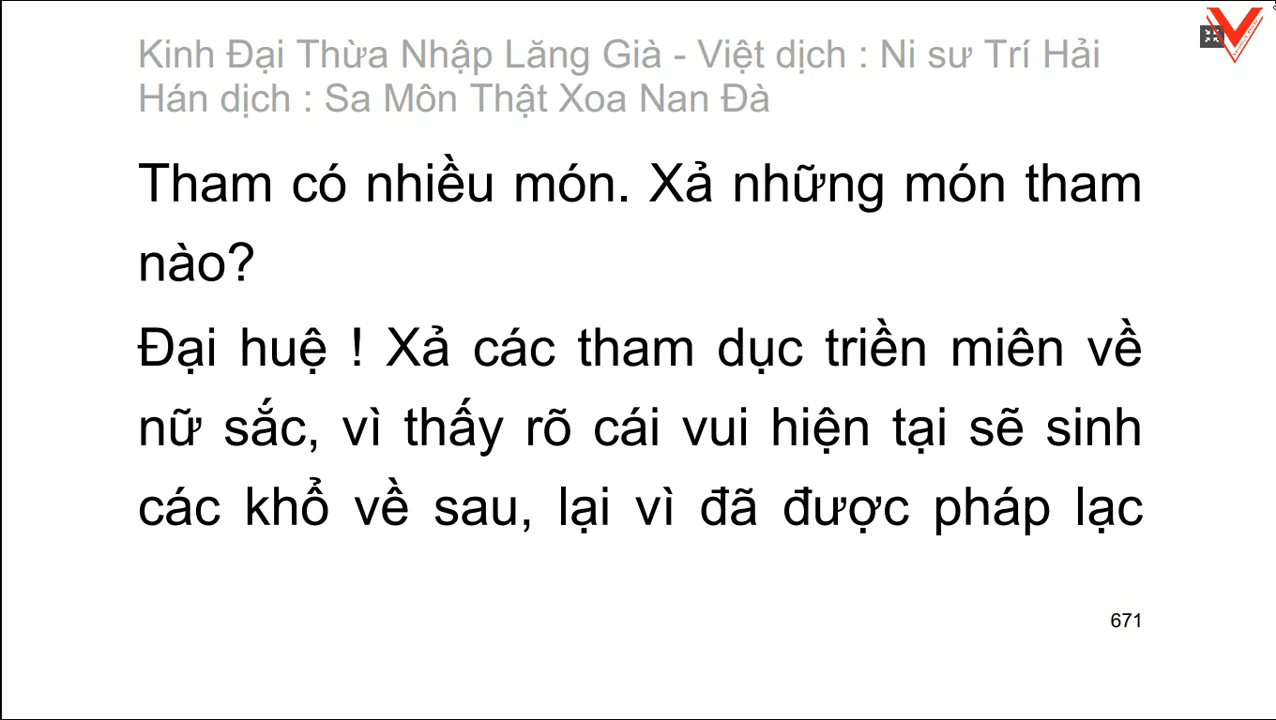 Kinh Đại Thừa Nhập Lăng Già - Việt dịch : Ni sư Trí Hải
Hán dịch : Sa Môn Thật Xoa Nan Đà
Tham có nhiều món. Xả những món tham
nào?
Đại huệ ! Xả các tham dục triền miên về
nữ sắc, vì thấy rõ cái vui hiện tại sẽ sinh
các khổ về sau, lại vì đã được pháp lạc
671